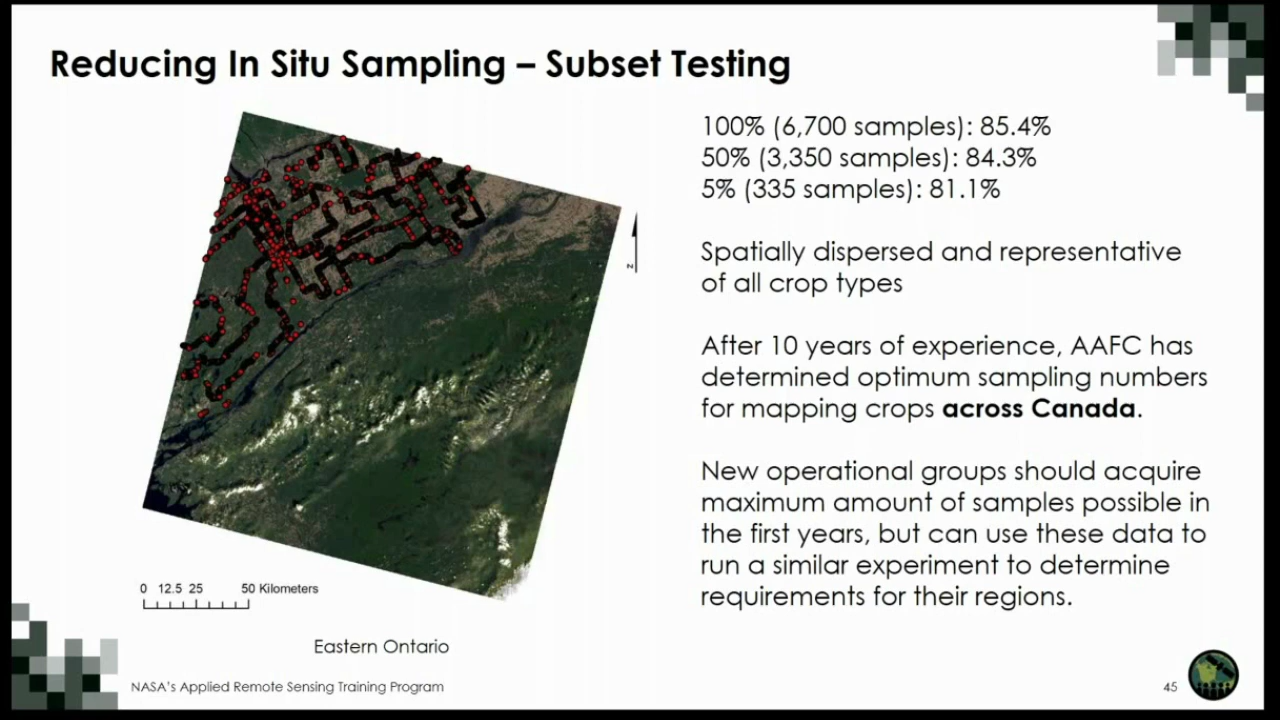 Reducing In Situ Sampling – Subset Testing
100% (6,700 samples): 85.4%
50% (3,350 samples): 84.3%
5% (335 samples): 81.1%
Spatially dispersed and representative
of all crop types
After 10 years of experience, AAFC has
determined optimum sampling numbers
for mapping crops across Canada.
New operational groups should acquire
maximum amount of samples possible in
the first years, but can use these data to
run a similar experiment to determine
requirements for their regions.
N
0 12.5 25 50 Kilometers
Eastern Ontario
NASA's Applied Remote Sensing Training Program
45